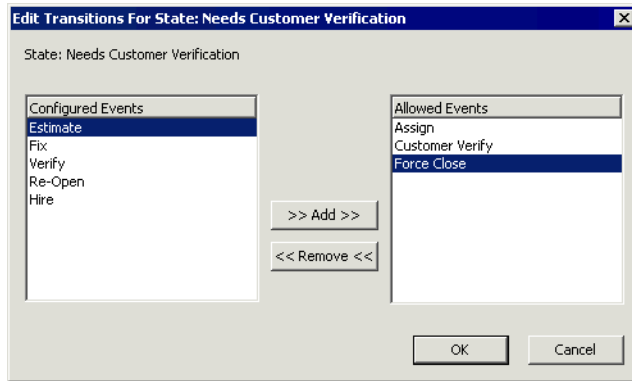 Edit Transitions For State: Needs Customer Verification
State: Needs Customer Verification
Configured Events
Estimate
Fix
Verify
Re-Open
Hire
>> Add >>
<< Remove <<
Allowed Events
Assign
Customer Verify
Force Close
OK
Cancel